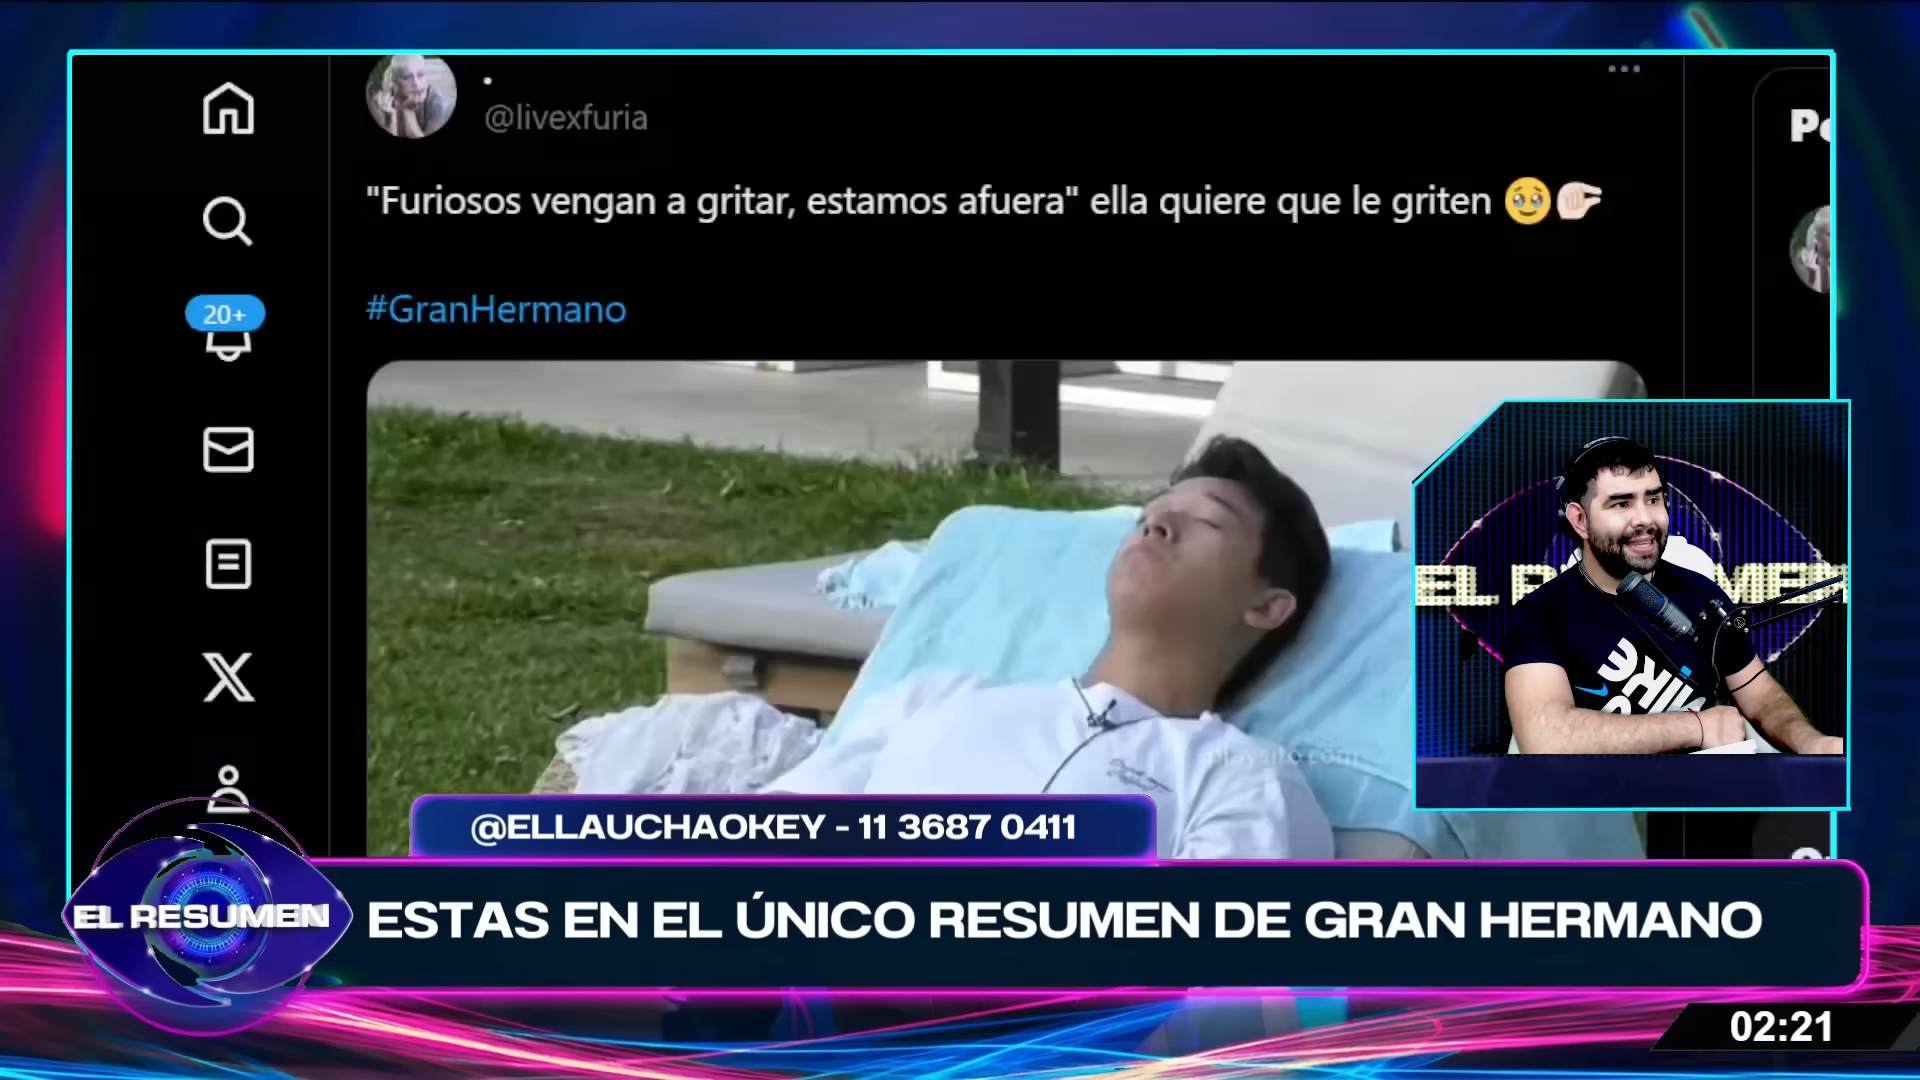 .
@livexfuria
"Furiosos vengan a gritar, estamos afuera" ella quiere que le griten 🥹🤏🏻
#GranHermano
20+
@ELLAUCHAOKEY - 11 3687 0411
EL RESUMEN
ESTAS EN EL ÚNICO RESUMEN DE GRAN HERMANO
02:21